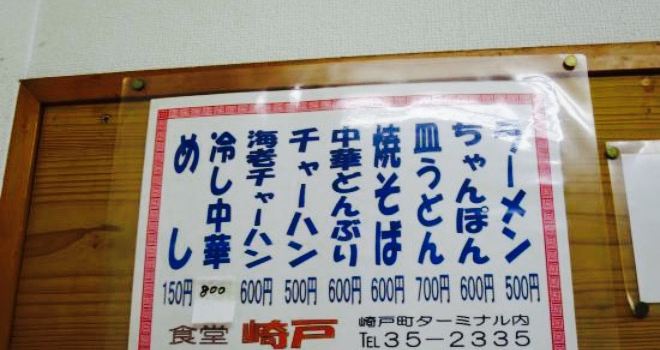 ラーメン 500円
ちゃんぽん 600円
皿うどん 700円
焼そば 600円
中華どんぶり 600円
チャーハン 500円
海老チャーハン 600円
冷し中華 800
めし 150円
食堂 崎戸
崎戸町ターミナル内
TEL 35-2335